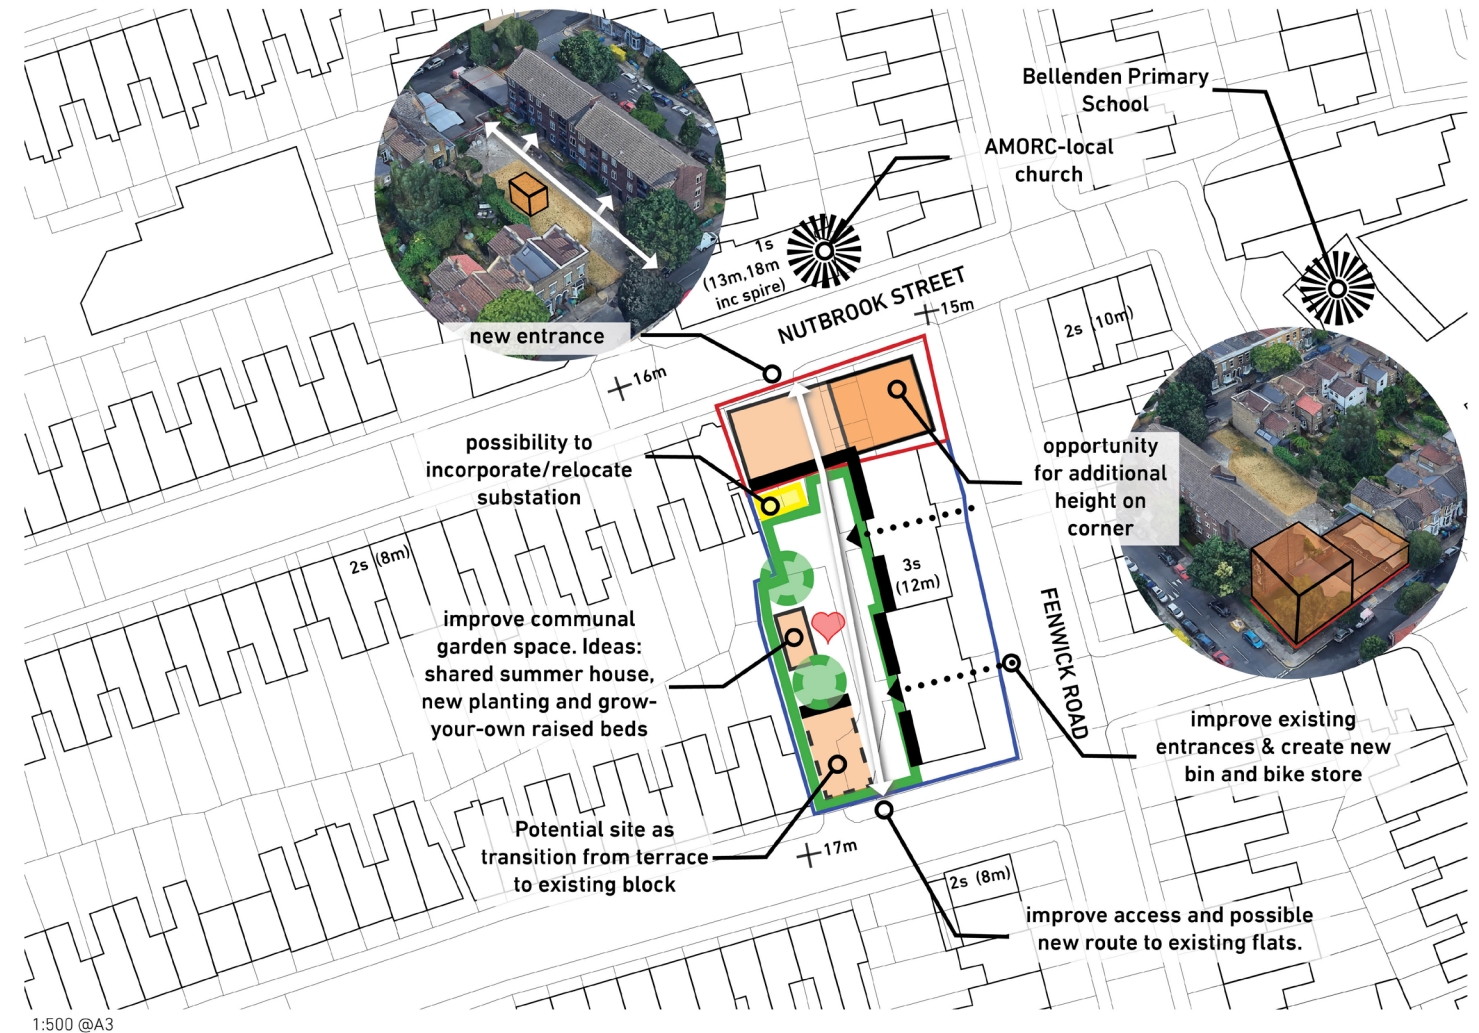 Bellenden Primary
School
AMORC-local
church
1s
(13m,18m
inc spire)
NUTBROOK STREET
15m
2s (10m)
new entrance
16m
possibility to
incorporate/relocate
substation
opportunity
for additional
height on
corner
2s (8m)
3s
(12m)
FENWICK ROAD
improve communal
garden space. Ideas:
shared summer house,
new planting and grow-
your-own raised beds
improve existing
entrances & create new
bin and bike store
Potential site as
transition from terrace
to existing block
17m
2s (8m)
improve access and possible
new route to existing flats.
1:500 @A3